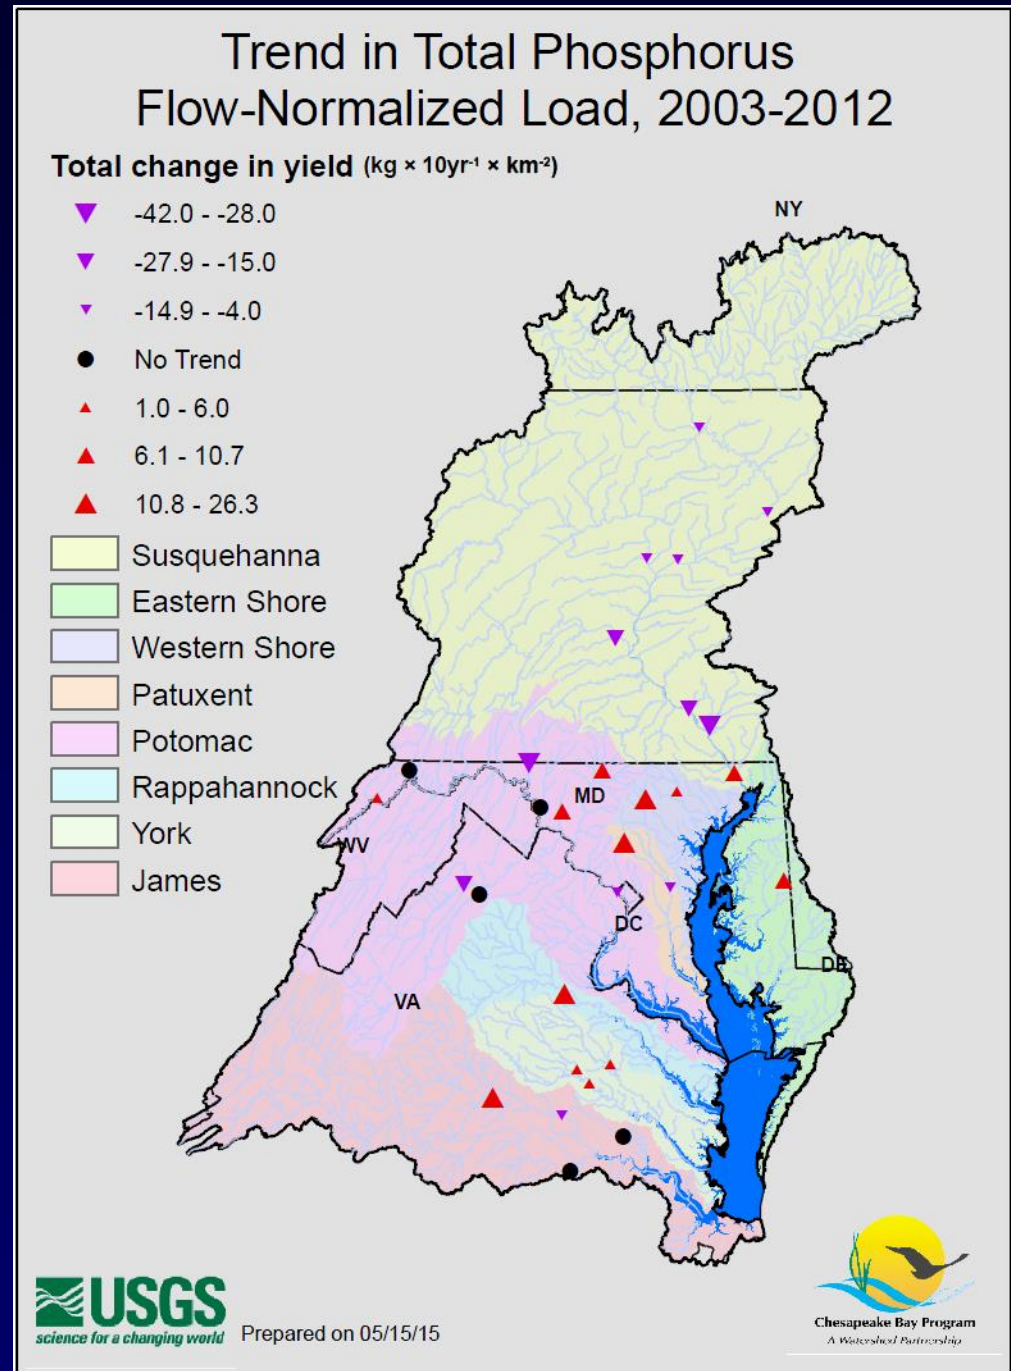 Trend in Total Phosphorus
Flow-Normalized Load, 2003-2012
Total change in yield (kg × 10yr⁻¹ × km⁻²)
-42.0 - -28.0
-27.9 - -15.0
-14.9 - -4.0
No Trend
1.0 - 6.0
6.1 - 10.7
10.8 - 26.3
Susquehanna
Eastern Shore
Western Shore
Patuxent
Potomac
Rappahannock
York
James
NY
MD
WV
DC
DE
VA
USGS
science for a changing world
Prepared on 05/15/15
Chesapeake Bay Program
A Watershed Partnership